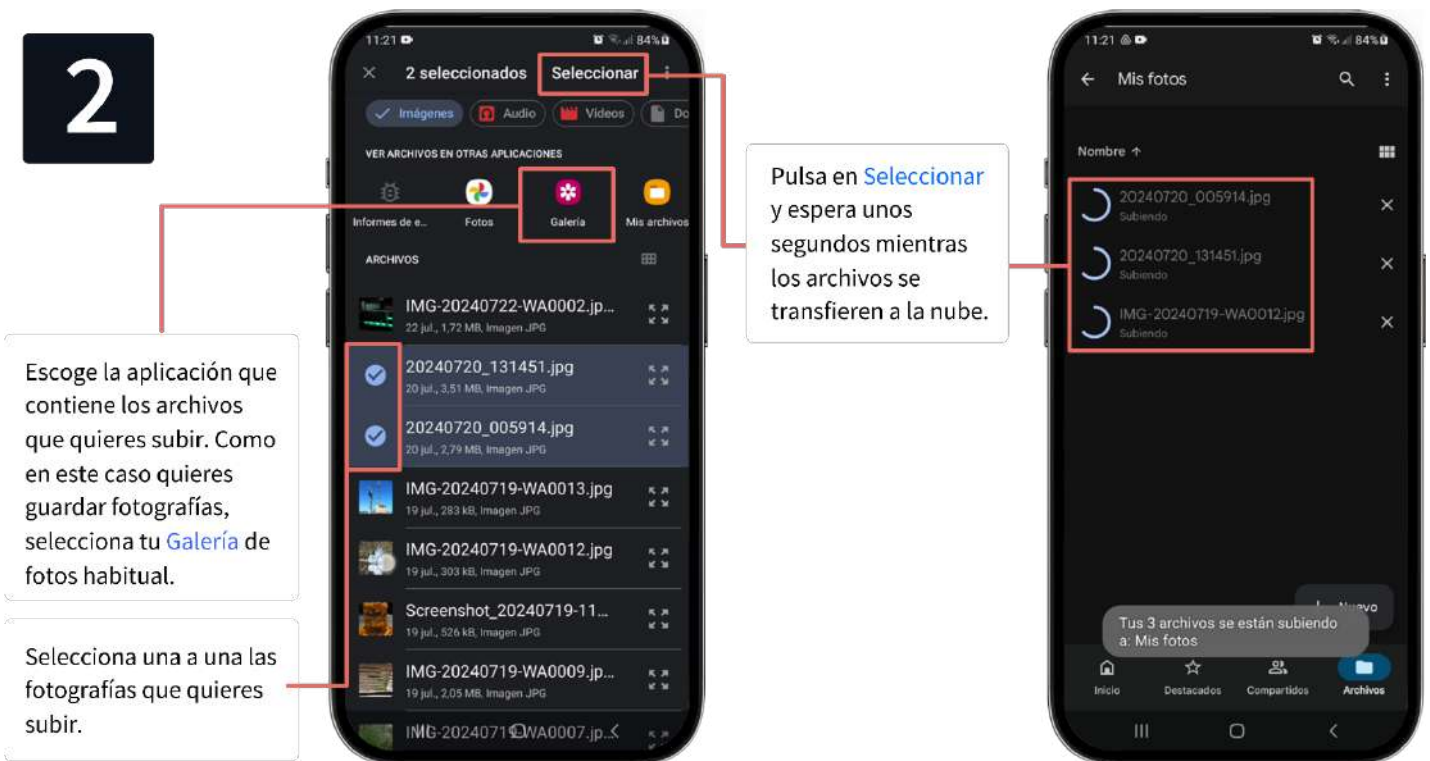 2
11:21
84%
2 seleccionados
Seleccionar
Imágenes
Audio
Videos
Do
VER ARCHIVOS EN OTRAS APLICACIONES
Informes de e...
Fotos
Galería
Mis archivos
ARCHIVOS
IMG-20240722-WA0002.jp...
22 jul., 1,72 MB, Imagen JPG
20240720_131451.jpg
20 jul., 3,51 MB, Imagen JPG
20240720_005914.jpg
20 jul., 2,79 MB, Imagen JPG
IMG-20240719-WA0013.jpg
19 jul., 283 kB, Imagen JPG
IMG-20240719-WA0012.jpg
19 jul., 303 kB, Imagen JPG
Screenshot_20240719-11...
19 jul., 526 kB, Imagen JPG
IMG-20240719-WA0009.jp...
19 jul., 2,05 MB, Imagen JPG
IMG-20240719-WA0007.jp...
Escoge la aplicación que
contiene los archivos
que quieres subir. Como
en este caso quieres
guardar fotografías,
selecciona tu Galería de
fotos habitual.
Selecciona una a una las
fotografías que quieres
subir.
Pulsa en Seleccionar
y espera unos
segundos mientras
los archivos se
transfieren a la nube.
11:21
84%
Mis fotos
Nombre
20240720_005914.jpg
Subiendo
20240720_131451.jpg
Subiendo
IMG-20240719-WA0012.jpg
Subiendo
Nuevo
Tus 3 archivos se están subiendo
a: Mis fotos
Inicio
Destacados
Compartidos
Archivos